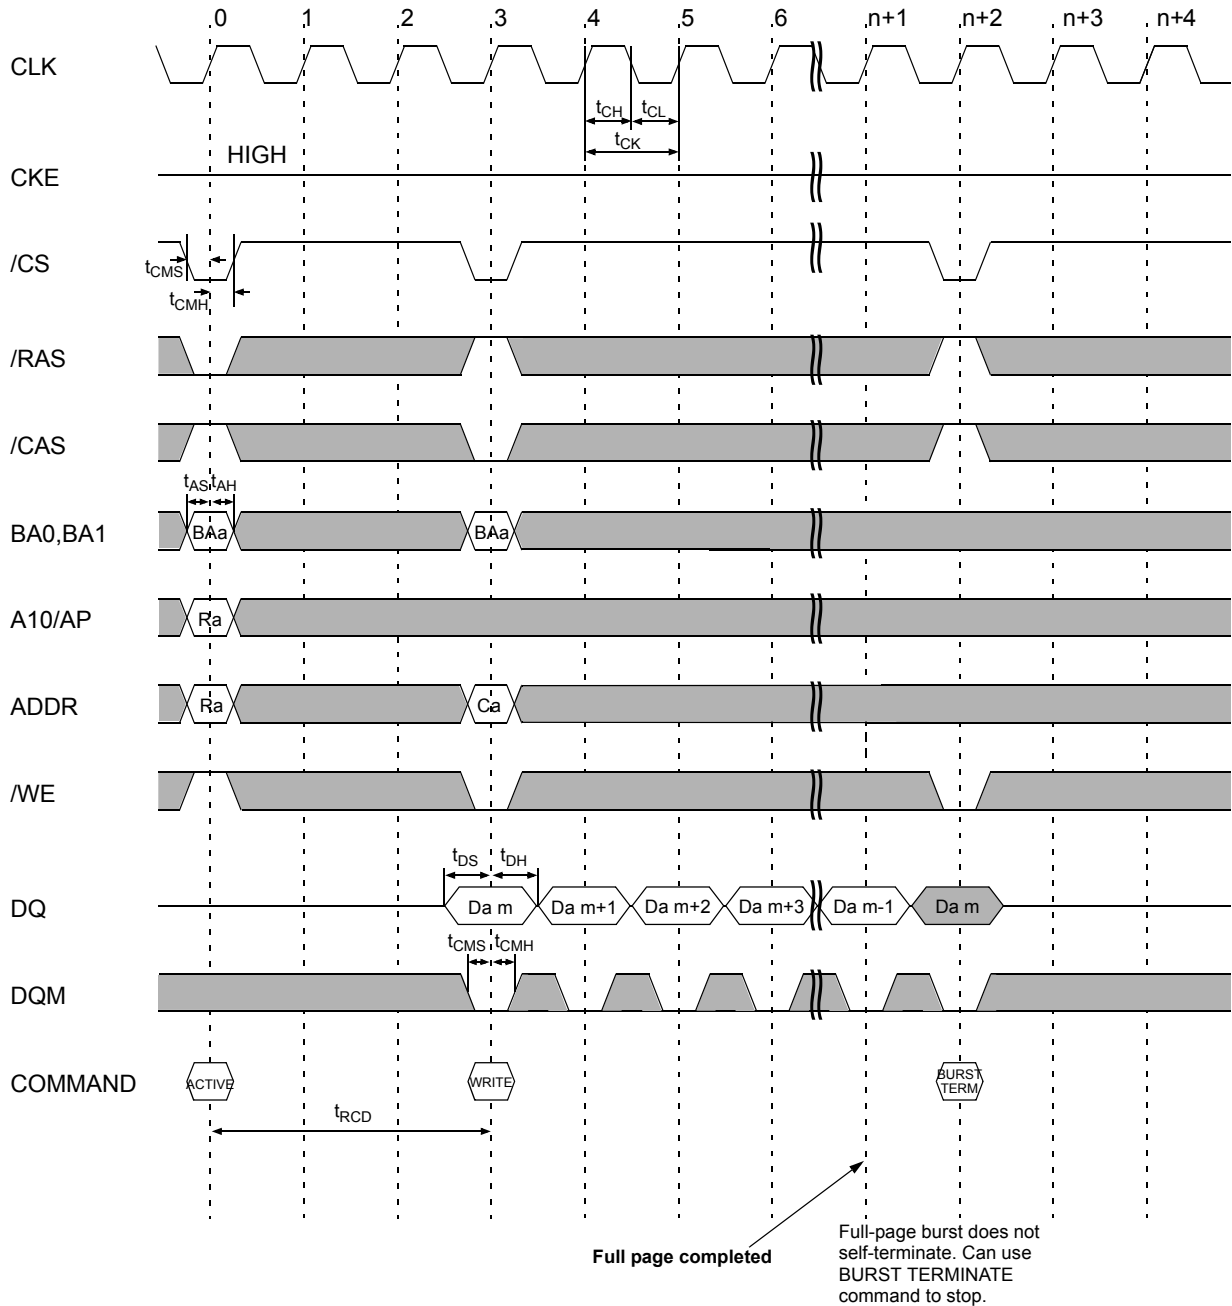 0 1 2 3 4 5 6 n+1 n+2 n+3 n+4
CLK
tCH tCL
tCK
HIGH
CKE
/CS
tCMS
tCMH
/RAS
/CAS
tAS tAH
BA0,BA1 BAa BAa
A10/AP Ra
ADDR Ra Ca
/WE
tDS tDH
DQ Da m Da m+1 Da m+2 Da m+3 Da m-1 Da m
tCMS tCMH
DQM
COMMAND ACTIVE WRITE BURST
TERM
tRCD
Full page completed
Full-page burst does not
self-terminate. Can use
BURST TERMINATE
command to stop.